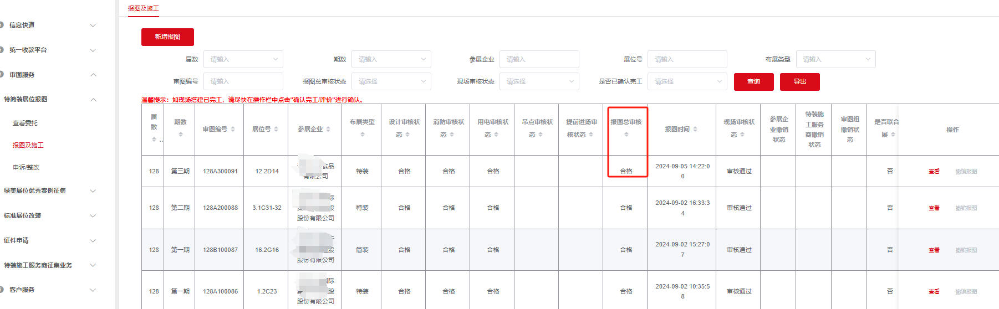 报图及施工
信息快道
统一收款平台
审图服务
特简装展位报图
查看委托
报图及施工
申诉/整改
绿美展位优秀案例征集
标准展位改装
证件申请
特装施工服务商征集业务
客户服务
新增报图
届数 请输入 期数 请输入 参展企业 请输入 展位号 请输入 布展类型 请输入
审图编号 请输入 报图总审核状态 请选择 现场审核状态 请选择 是否已确认完工 请选择 查询 导出
温馨提示：如现场搭建已完工，请尽快在操作栏中点击"确认完工/评价"进行确认。
届数 .. 期数 审图编号 展位号 参展企业 布展类型 设计审核状态 消防审核状态 用电审核状态 吊点审核状态 提前进场审核状态 报图总审核 报图时间 现场审核状态 参展企业撤销状态 特装施工服务商撤销状态 审图组撤销状态 是否联合展 操作
128 第三期 128A300091 12.2D14 食品有限公司 特装 合格 合格 合格 合格 2024-09-05 14:22:00 审核通过 否 查看 撤销报图
128 第二期 128A200088 3.1C31-32 际股股份有限公司 特装 合格 合格 合格 合格 2024-09-02 16:33:34 审核通过 否 查看 撤销报图
128 第一期 128B100087 16.2G16 股股份有限公司 简装 合格 合格 合格 合格 2024-09-02 15:27:07 审核通过 否 查看 撤销报图
128 第一期 128A100086 1.2C23 国际股股份有限公司 特装 合格 合格 合格 合格 2024-09-02 10:35:58 审核通过 否 查看 撤销报图